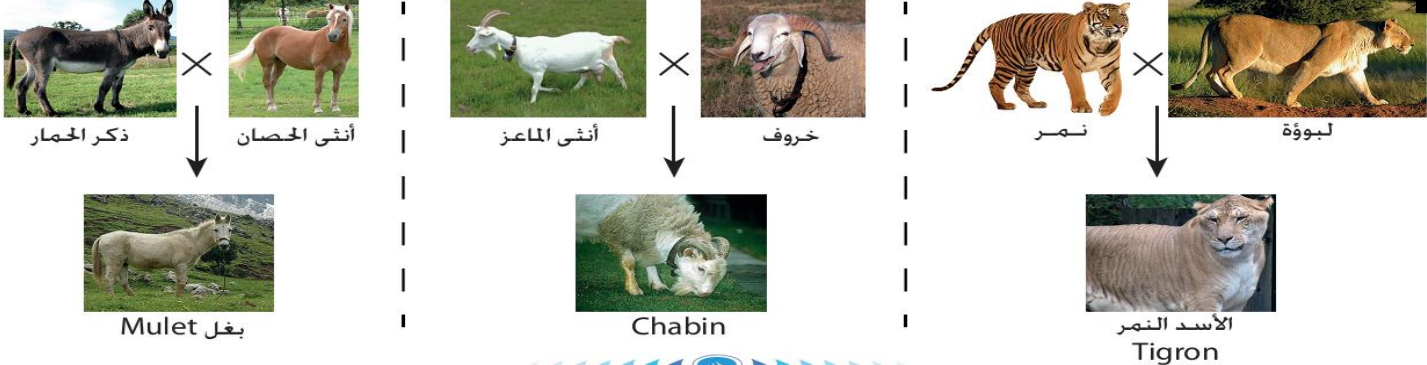 ذكر الحمار
أنثى الحصان
أنثى الماعز
خروف
نمر
لبوؤة
بغل Mulet
Chabin
الأسد النمر
Tigron